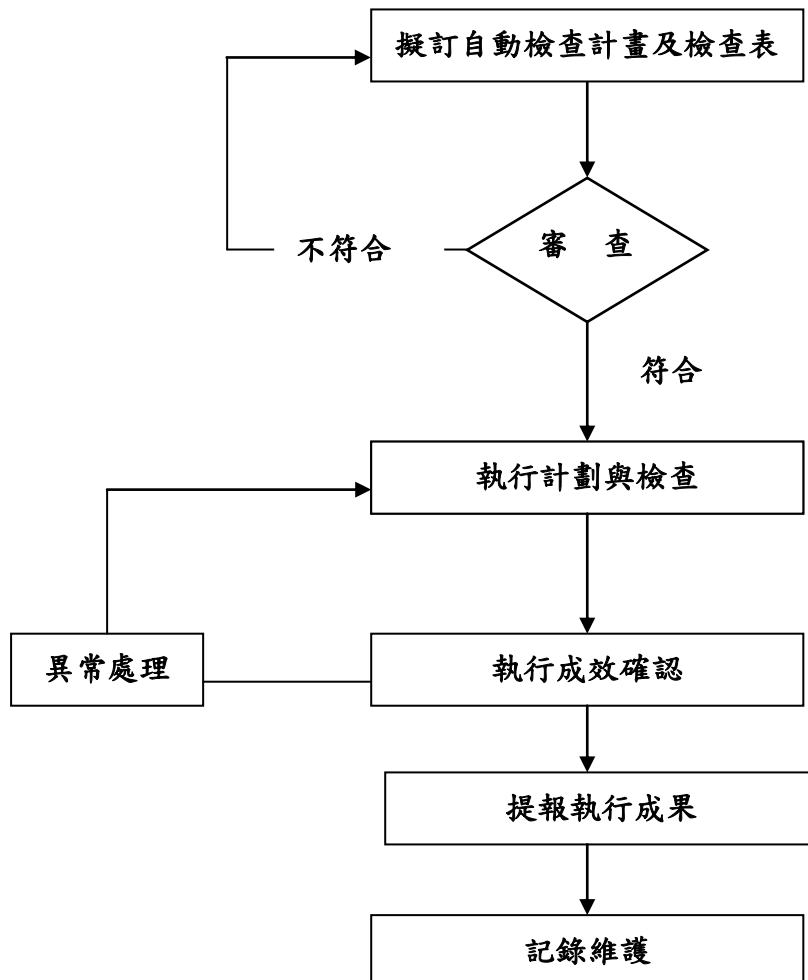 擬訂自動檢查計畫及檢查表
審 查
不符合
符合
執行計劃與檢查
異常處理
執行成效確認
提報執行成果
記錄維護